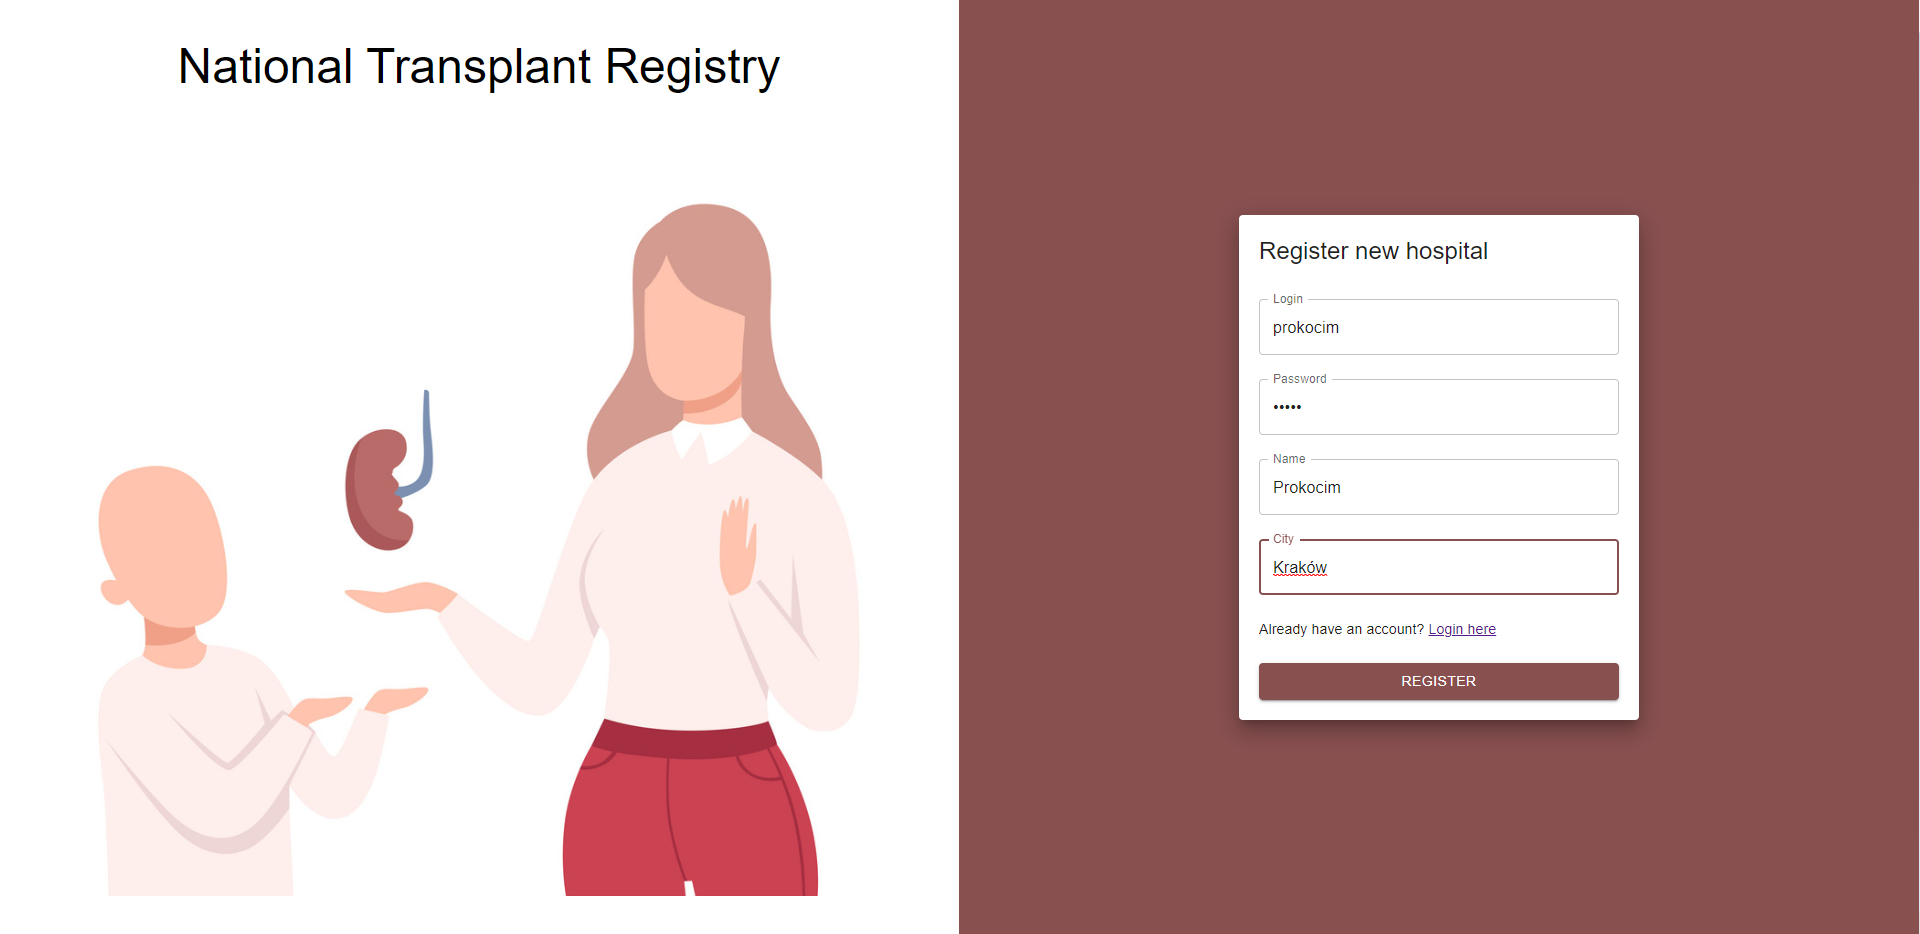 National Transplant Registry
Register new hospital
Login
prokocim
Password
•••••
Name
Prokocim
City
Kraków
Already have an account? Login here
REGISTER